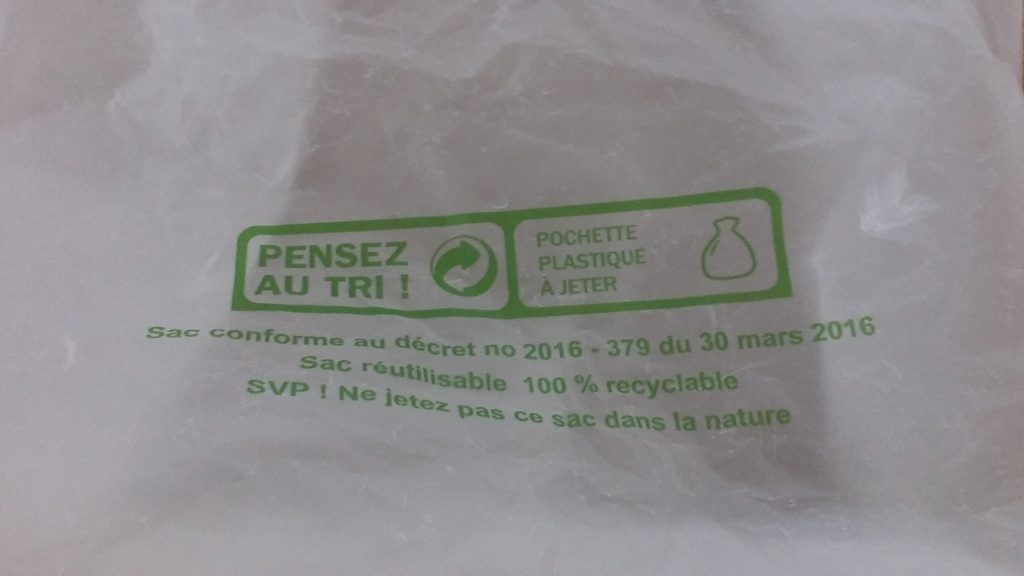 PENSEZ
AU TRI !
POCHETTE
PLASTIQUE
À JETER
Sac conforme au décret no 2016 - 379 du 30 mars 2016
Sac réutilisable 100 % recyclable
SVP ! Ne jetez pas ce sac dans la nature